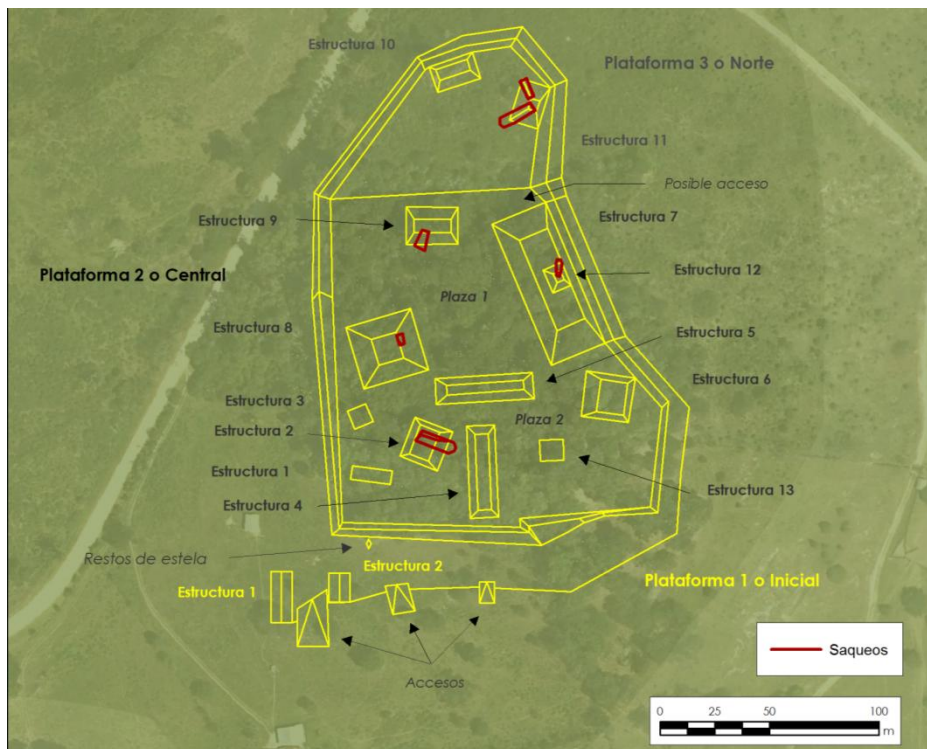 Estructura 10
Plataforma 3 o Norte
Estructura 11
Posible acceso
Estructura 9
Estructura 7
Plataforma 2 o Central
Estructura 12
Plaza 1
Estructura 8
Estructura 5
Estructura 6
Estructura 3
Plaza 2
Estructura 2
Estructura 1
Estructura 13
Estructura 4
Restos de estela
Estructura 2
Estructura 1
Plataforma 1 o Inicial
Accesos
Saqueos
0 25 50 100
m